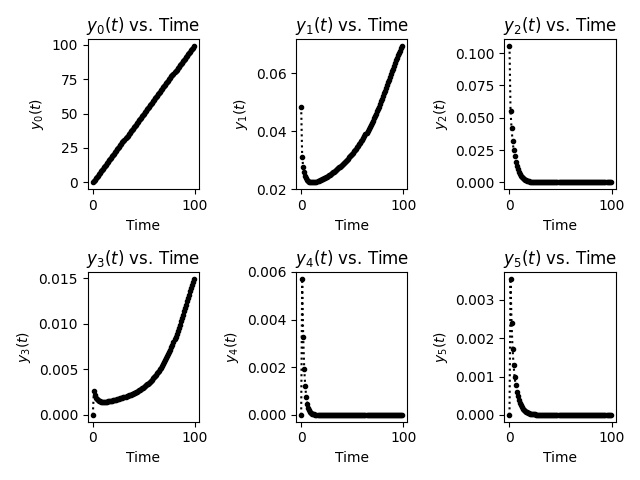 y₀(t) vs. Time
y₁(t) vs. Time
y₂(t) vs. Time
100
75
50
25
0
y₀(t)
0
100
Time
0.06
0.04
0.02
y₁(t)
0
100
Time
0.100
0.075
0.050
0.025
0.000
y₂(t)
0
100
Time
y₃(t) vs. Time
y₄(t) vs. Time
y₅(t) vs. Time
0.015
0.010
0.005
0.000
y₃(t)
0
100
Time
0.006
0.004
0.002
0.000
y₄(t)
0
100
Time
0.003
0.002
0.001
0.000
y₅(t)
0
100
Time